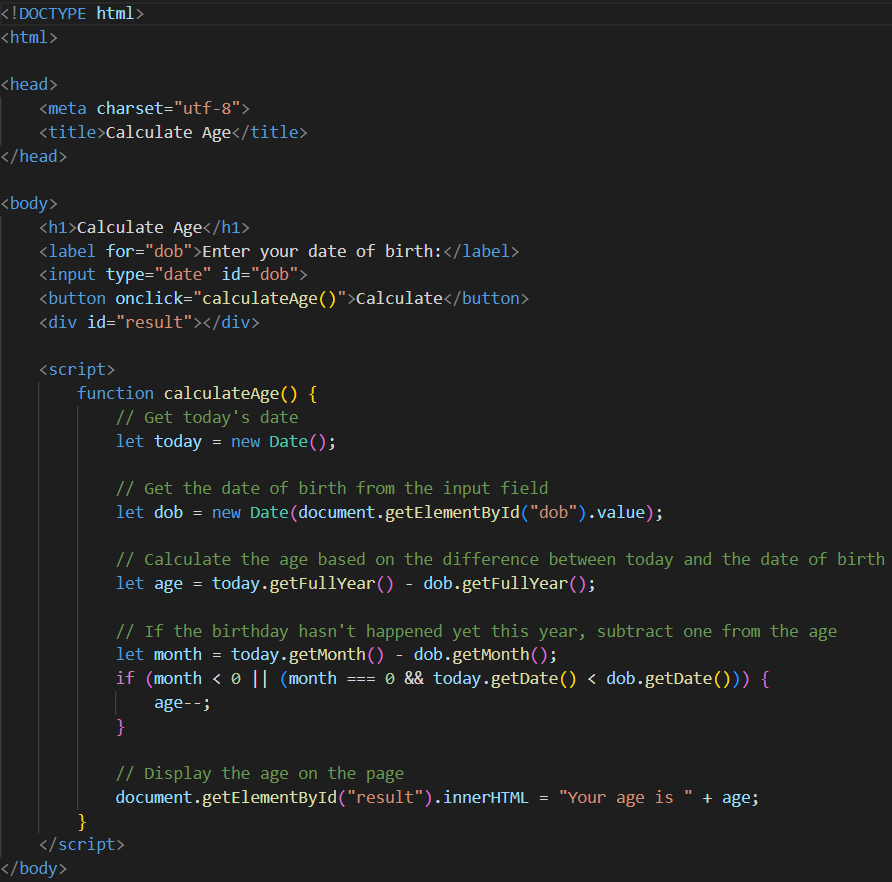 <!DOCTYPE html>
<html>

<head>
    <meta charset="utf-8">
    <title>Calculate Age</title>
</head>

<body>
    <h1>Calculate Age</h1>
    <label for="dob">Enter your date of birth:</label>
    <input type="date" id="dob">
    <button onclick="calculateAge()">Calculate</button>
    <div id="result"></div>

    <script>
        function calculateAge() {
            // Get today's date
            let today = new Date();

            // Get the date of birth from the input field
            let dob = new Date(document.getElementById("dob").value);

            // Calculate the age based on the difference between today and the date of birth
            let age = today.getFullYear() - dob.getFullYear();

            // If the birthday hasn't happened yet this year, subtract one from the age
            let month = today.getMonth() - dob.getMonth();
            if (month < 0 || (month === 0 && today.getDate() < dob.getDate())) {
                age--;
            }

            // Display the age on the page
            document.getElementById("result").innerHTML = "Your age is " + age;
        }
    </script>
</body>